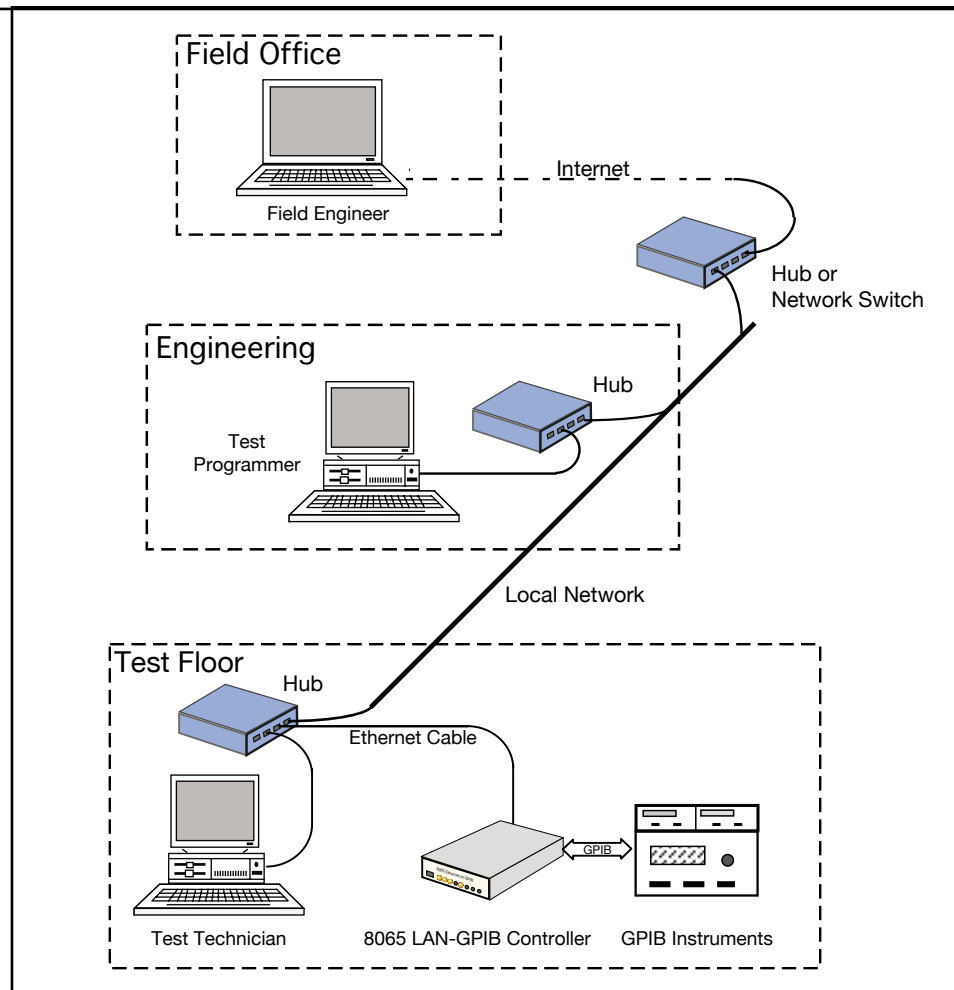 Field Office
Internet
Field Engineer
Hub or
Network Switch
Engineering
Hub
Test
Programmer
Local Network
Test Floor
Hub
Ethernet Cable
GPIB
Test Technician
8065 LAN-GPIB Controller
GPIB Instruments